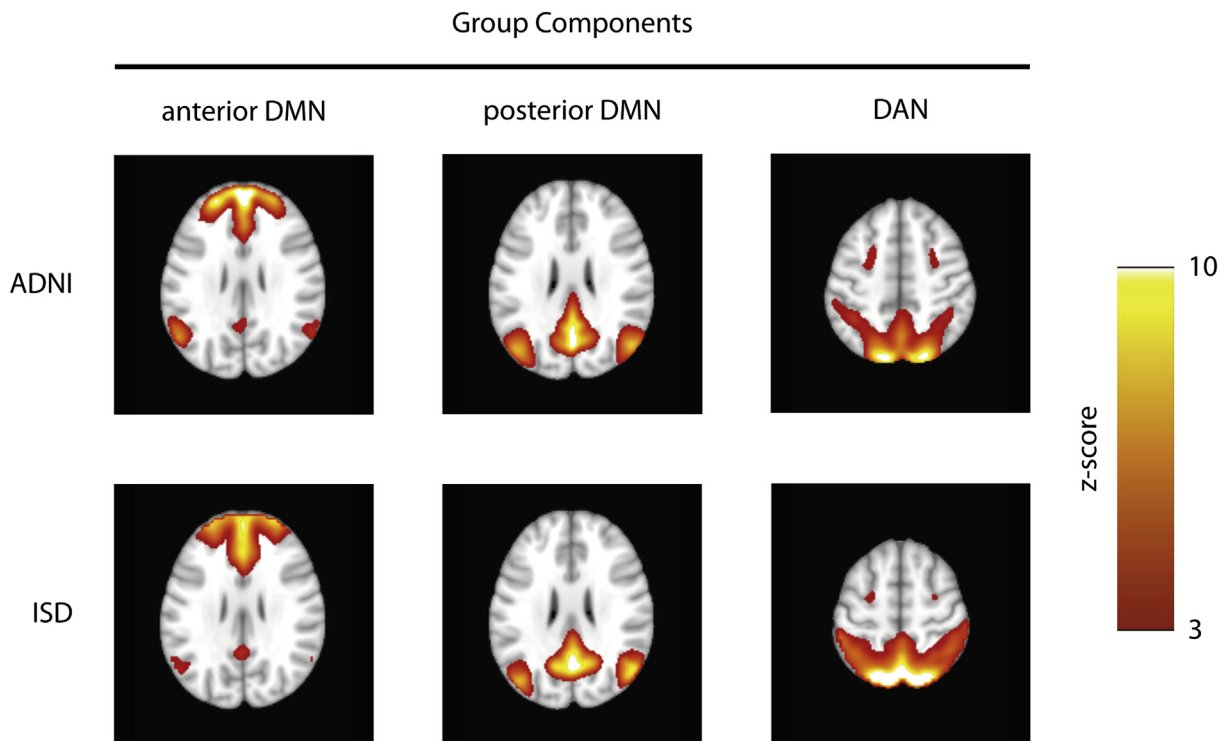 Group Components
anterior DMN
posterior DMN
DAN
ADNI
10
z-score
ISD
3